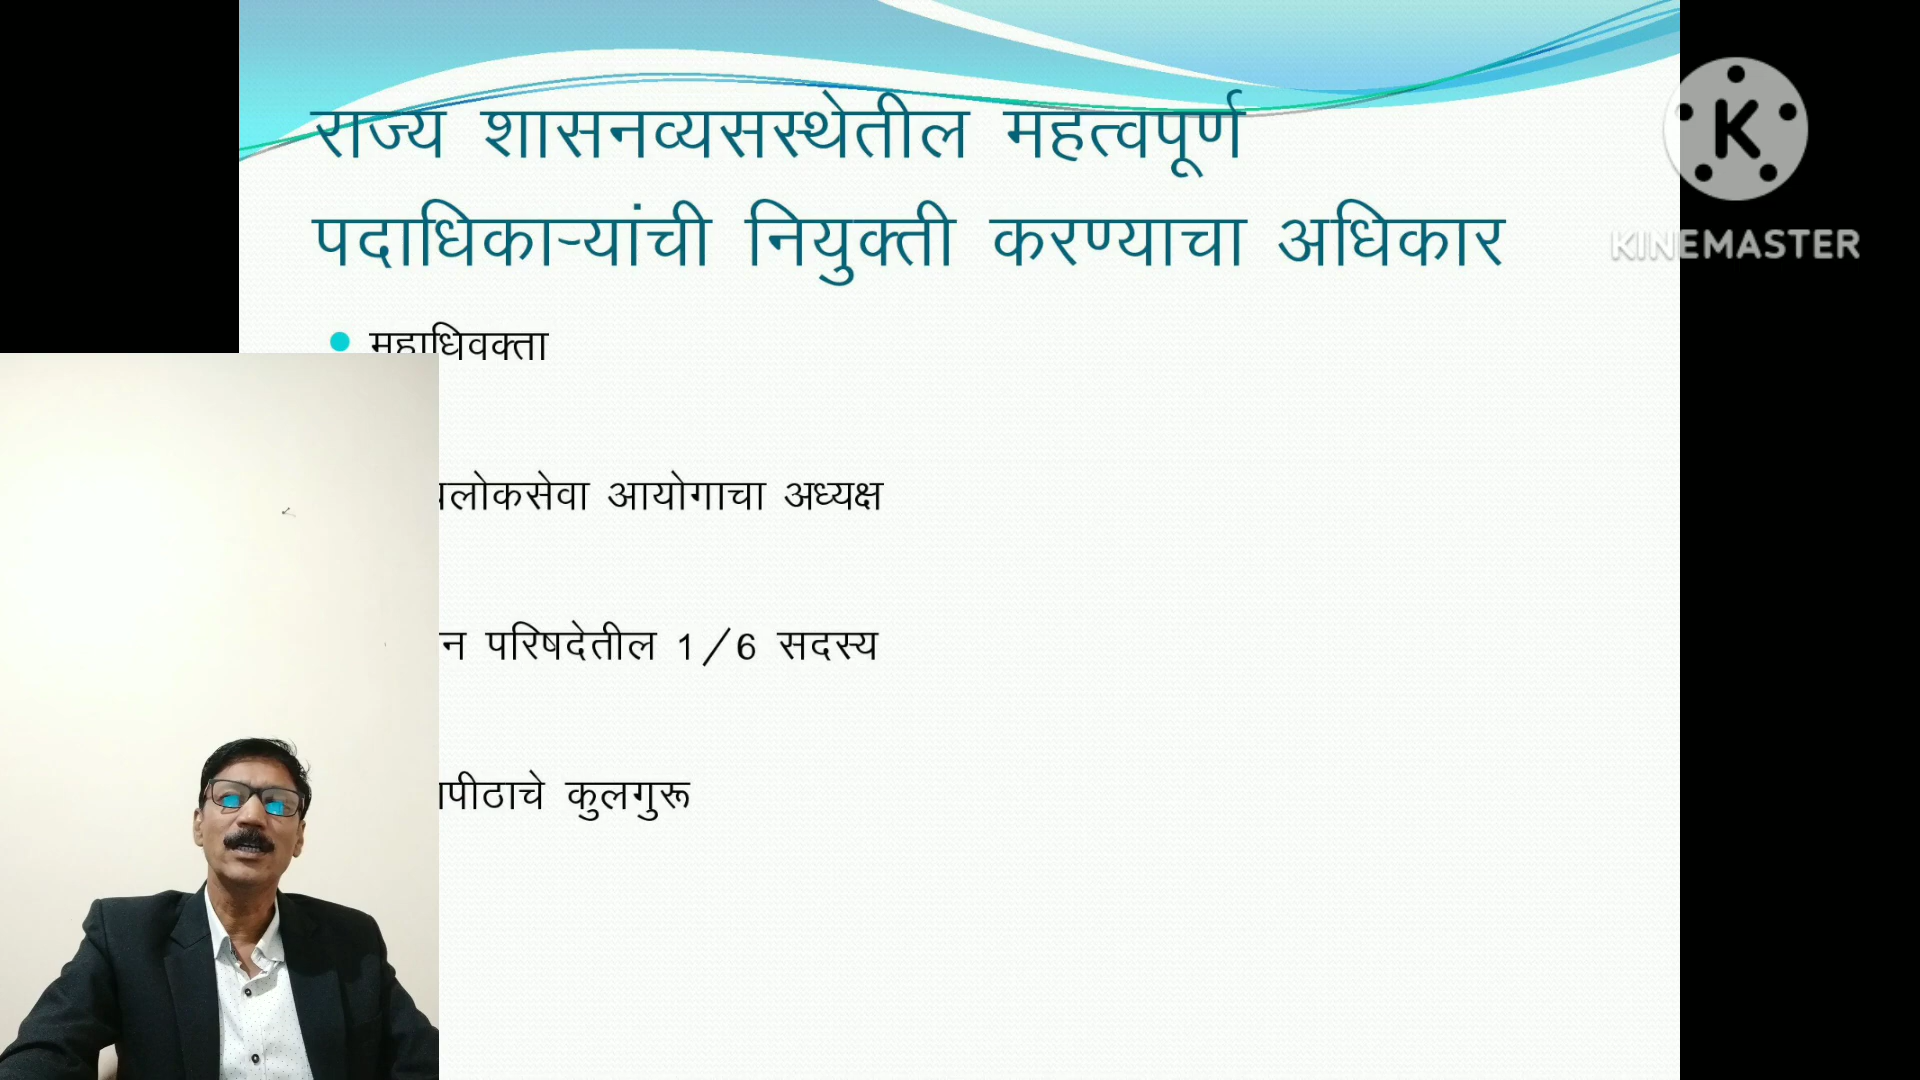 राज्य शासनव्यसस्थेतील महत्वपूर्ण
पदाधिकाऱ्यांची नियुक्ती करण्याचा अधिकार
K
KINEMASTER
महाधिवक्ता
आयोगाचा अध्यक्ष
परिषदेतील 1/6 सदस्य
कुलगुरू